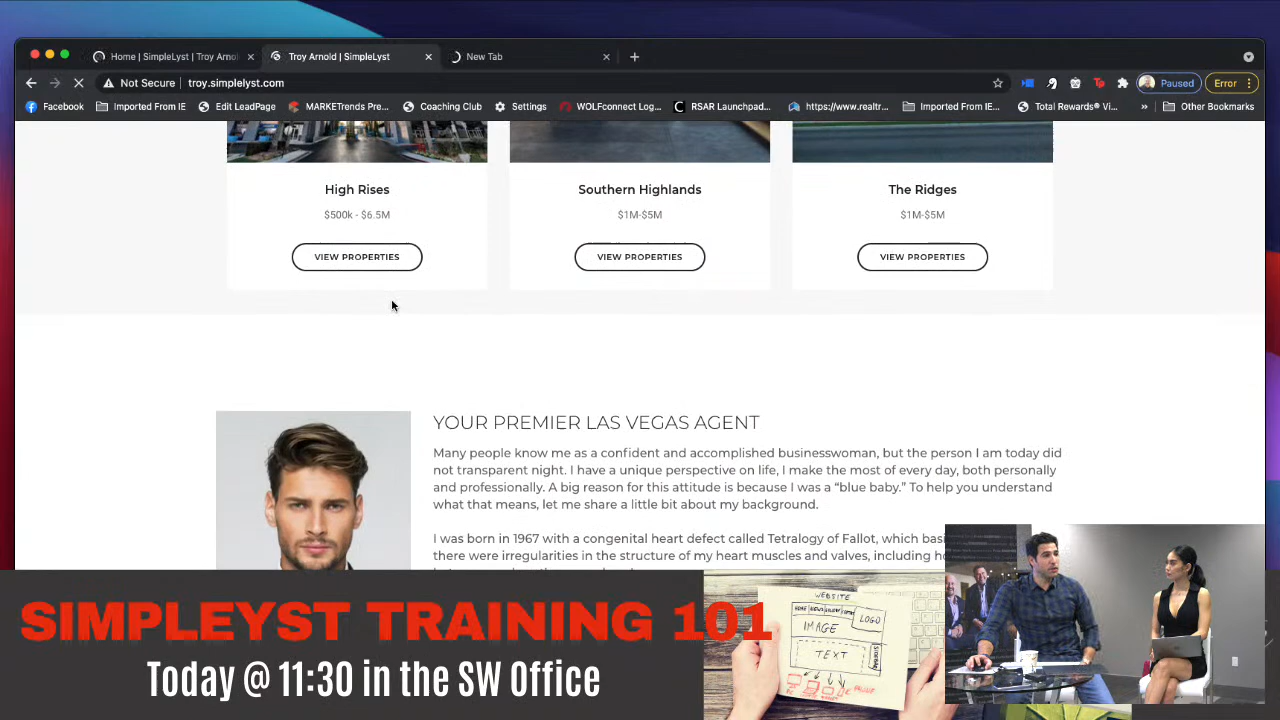 Home | SimpleLyst | Troy Arnol
Troy Arnold | SimpleLyst
New Tab
Not Secure
troy.simplelyst.com
Paused
Error
Facebook
Imported From IE
Edit LeadPage
MARKETrends Pre...
Coaching Club
Settings
WOLFconnect Log...
RSAR Launchpad...
https://www.realtr...
Imported From IE...
Total Rewards® Vi...
»
Other Bookmarks
High Rises
$500k - $6.5M
VIEW PROPERTIES
Southern Highlands
$1M-$5M
VIEW PROPERTIES
The Ridges
$1M-$5M
VIEW PROPERTIES
YOUR PREMIER LAS VEGAS AGENT
Many people know me as a confident and accomplished businesswoman, but the person I am today did
not transparent night. I have a unique perspective on life, I make the most of every day, both personally
and professionally. A big reason for this attitude is because I was a “blue baby.” To help you understand
what that means, let me share a little bit about my background.
I was born in 1967 with a congenital heart defect called Tetralogy of Fallot, which
there were irregularities in the structure of my heart muscles and valves, including
SIMPLEYST TRAINING 101
Today @ 11:30 in the SW Office
WEBSITE
HOME
LOGO
IMAGE
TEXT